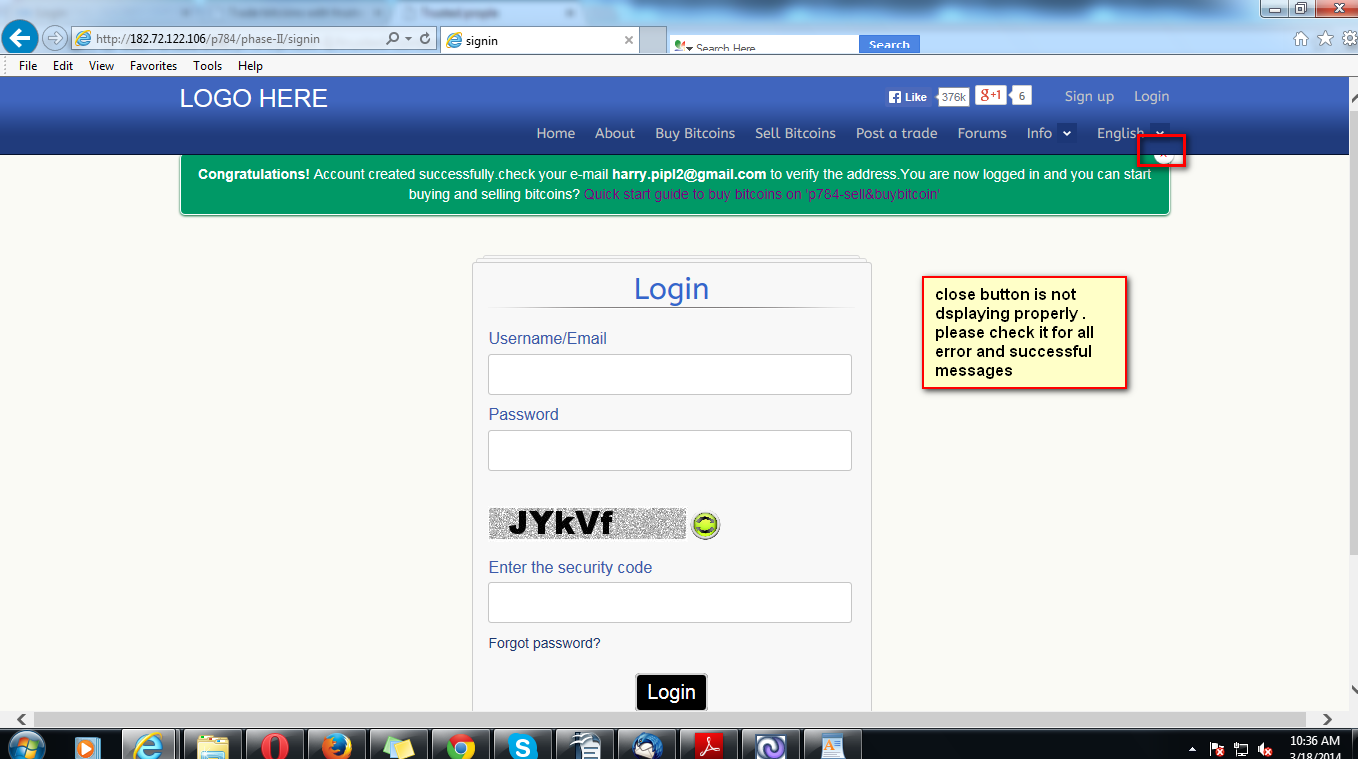 Trusted people
http://182.72.122.106/p784/phase-II/signin
signin
Search Here
Search
File Edit View Favorites Tools Help
LOGO HERE
Like 376k
g+1 6
Sign up Login
Home About Buy Bitcoins Sell Bitcoins Post a trade Forums Info English
Congratulations! Account created successfully.check your e-mail harry.pipl2@gmail.com to verify the address.You are now logged in and you can start
buying and selling bitcoins? Quick start guide to buy bitcoins on 'p784-sell&buybitcoin'
Login
close button is not
dsplaying properly .
please check it for all
error and successful
messages
Username/Email
Password
JYkVf
Enter the security code
Forgot password?
Login
10:36 AM
3/18/2014